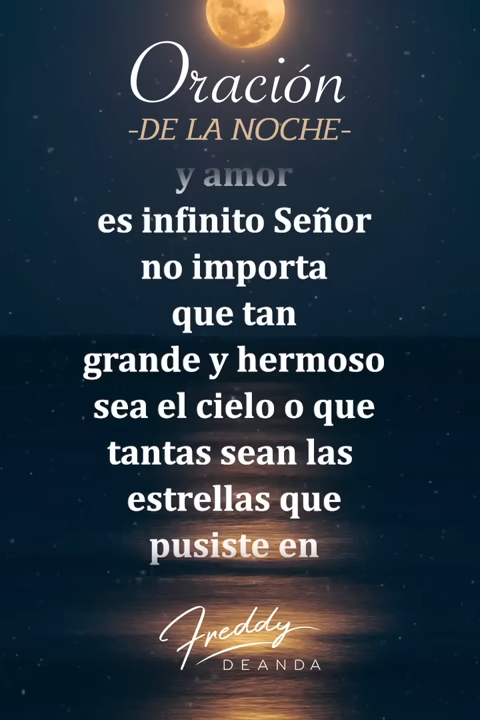 Oración
-DE LA NOCHE-
y amor
es infinito Señor
no importa
que tan
grande y hermoso
sea el cielo o que
tantas sean las
estrellas que
pusiste en
Freddy
DEANDA